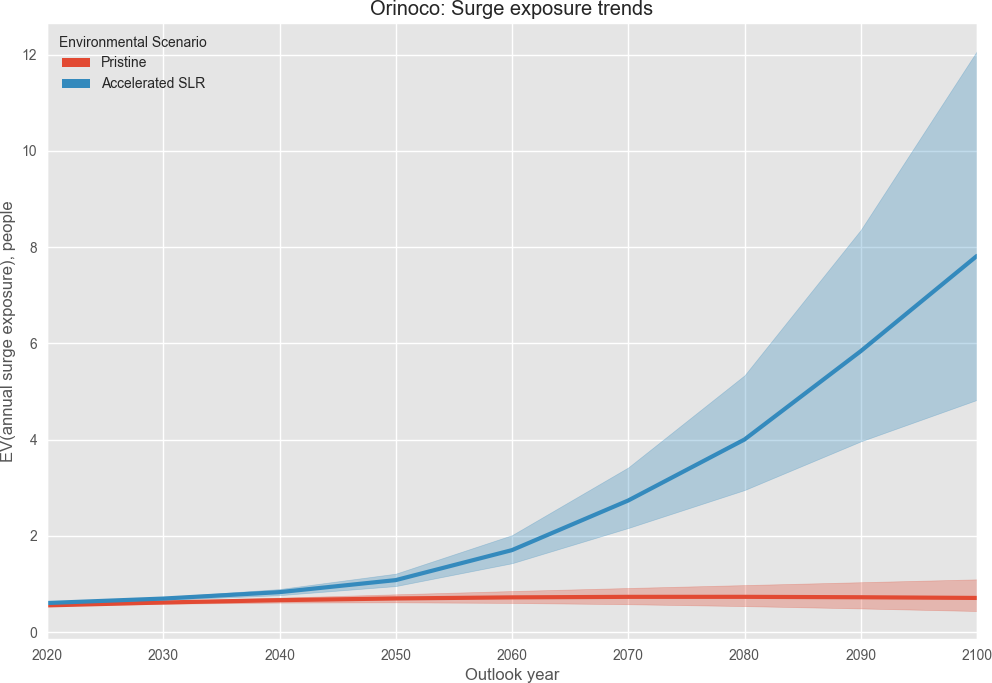 Orinoco: Surge exposure trends
Environmental Scenario
Pristine
Accelerated SLR
EV(annual surge exposure), people
12
10
8
6
4
2
0
2020 2030 2040 2050 2060 2070 2080 2090 2100
Outlook year